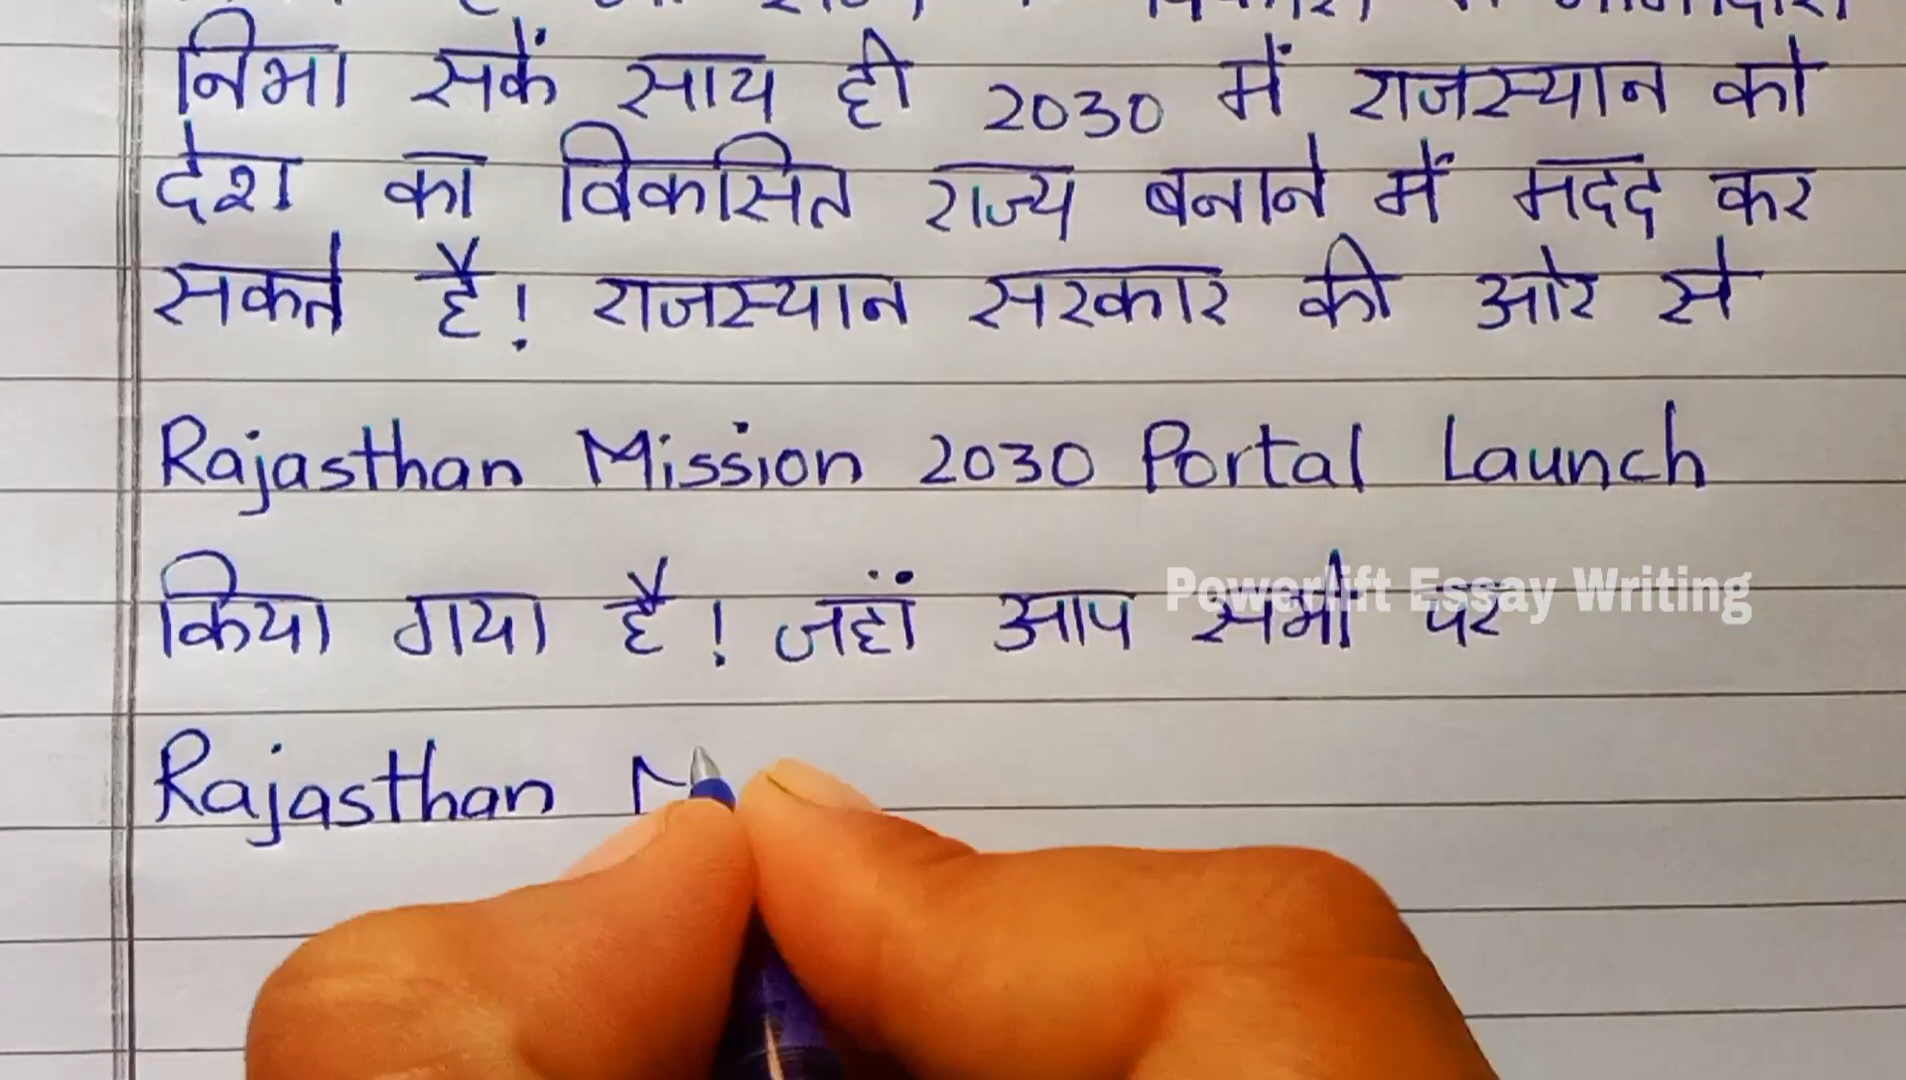 निभा सकें साथ ही 2030 में राजस्थान को
देश का विकसित राज्य बनाने में मदद कर
सकते है! राजस्थान सरकार की ओर से
Rajasthan Mission 2030 Portal Launch
किया गया है! जहां आप सभी पर
Powerlift Essay Writing
Rajasthan